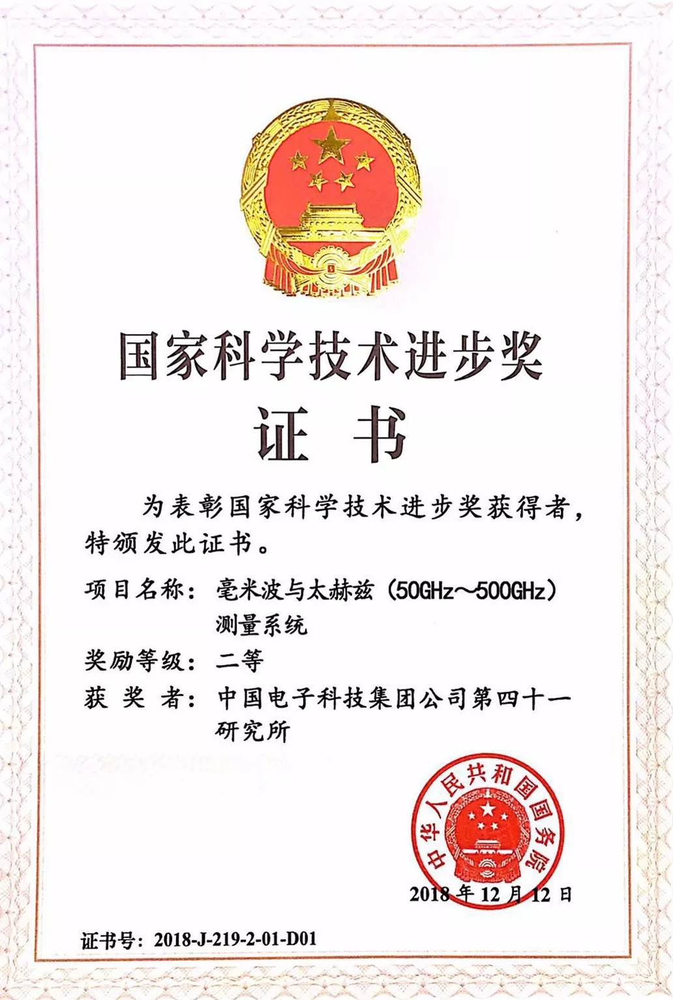 国家科学技术进步奖
证 书
为表彰国家科学技术进步奖获得者，
特颁发此证书。
项目名称：毫米波与太赫兹（50GHz～500GHz）
测量系统
奖励等级：二等
获 奖 者：中国电子科技集团公司第四十一
研究所
中华人民共和国国务院
2018年12月12日
证书号：2018-J-219-2-01-D01